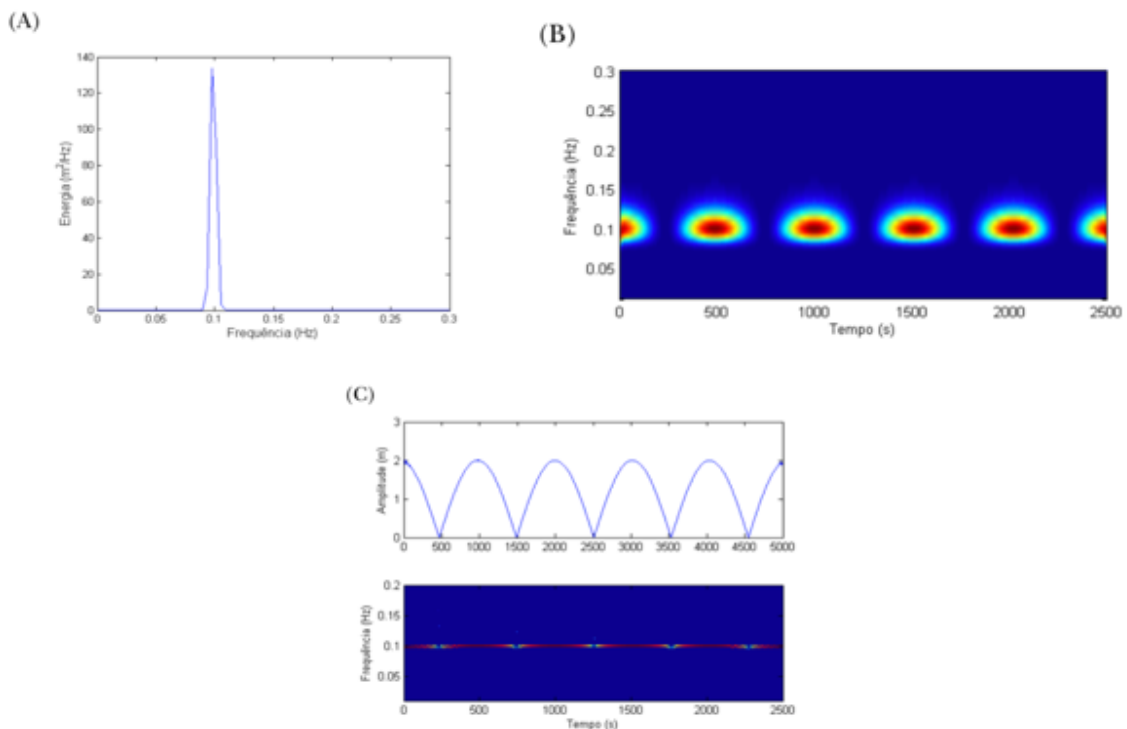 (A)
140
120
100
80
60
40
20
0
Energia (m²/Hz)
0 0.05 0.1 0.15 0.2 0.25 0.3
Frequência (Hz)
(B)
0.3
0.25
0.2
0.15
0.1
0.05
Frequência (Hz)
0 500 1000 1500 2000 2500
Tempo (s)
(C)
3
2
1
0
Amplitude (m)
0 500 1000 1500 2000 2500 3000 3500 4000 4500 5000
0.2
0.15
0.1
0.05
Frequência (Hz)
0 500 1000 1500 2000 2500
Tempo (s)